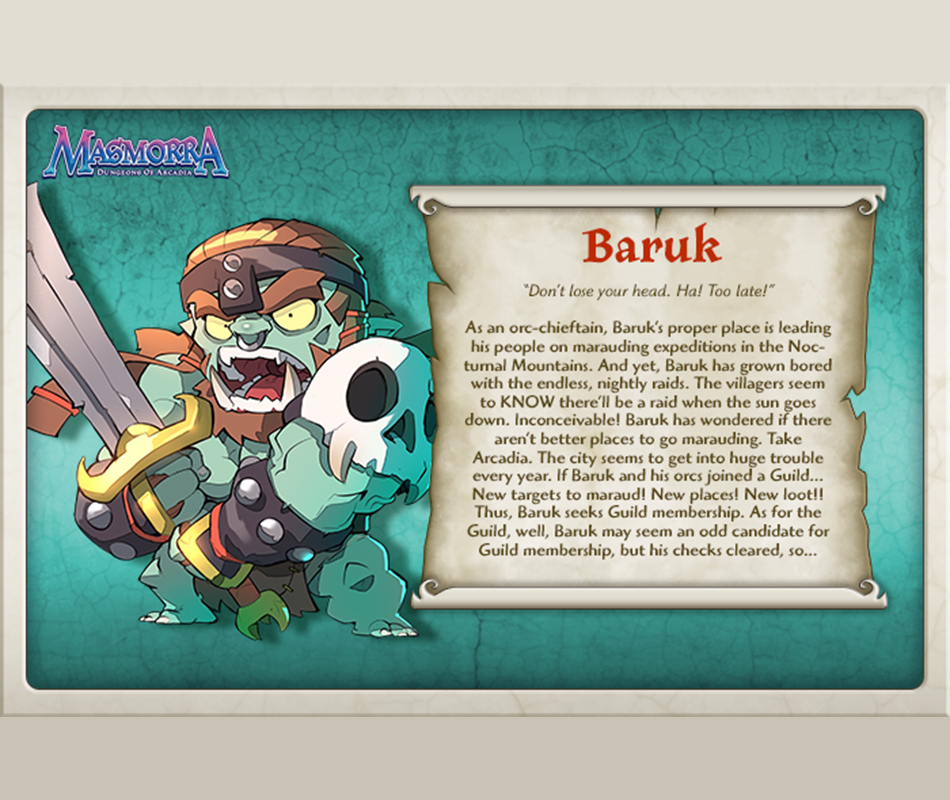 MASMORRA
DUNGEONS OF ARCADIA
Baruk
"Don't lose your head. Ha! Too late!"
As an orc-chieftain, Baruk's proper place is leading
his people on marauding expeditions in the Noc-
turnal Mountains. And yet, Baruk has grown bored
with the endless, nightly raids. The villagers seem
to KNOW there'll be a raid when the sun goes
down. Inconceivable! Baruk has wondered if there
aren't better places to go marauding. Take
Arcadia. The city seems to get into huge trouble
every year. If Baruk and his orcs joined a Guild...
New targets to maraud! New places! New loot!!
Thus, Baruk seeks Guild membership. As for the
Guild, well, Baruk may seem an odd candidate for
Guild membership, but his checks cleared, so...